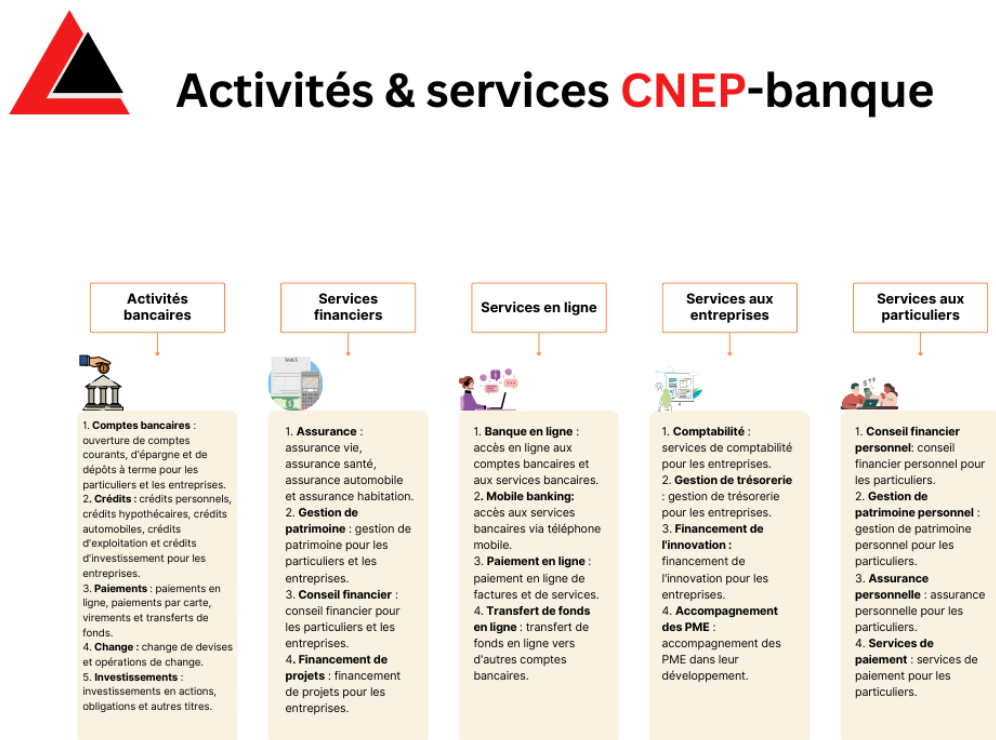 Activités & services CNEP-banque
Activités
bancaires
1. Comptes bancaires :
ouverture de comptes
courants, d'épargne et de
dépôts à terme pour les
particuliers et les entreprises.
2. Crédits : crédits personnels,
crédits hypothécaires, crédits
automobiles, crédits
d'exploitation et crédits
d'investissement pour les
entreprises.
3. Paiements : paiements en
ligne, paiements par carte,
virements et transferts de
fonds.
4. Change : change de devises
et opérations de change.
5. Investissements :
investissements en actions,
obligations et autres titres.
Services
financiers
TAXES
1. Assurance :
assurance vie,
assurance santé,
assurance automobile
et assurance habitation.
2. Gestion de
patrimoine : gestion de
patrimoine pour les
particuliers et les
entreprises.
3. Conseil financier :
conseil financier pour
les particuliers et les
entreprises.
4. Financement de
projets : financement
de projets pour les
entreprises.
Services en ligne
1. Banque en ligne :
accès en ligne aux
comptes bancaires et
aux services bancaires.
2. Mobile banking:
accès aux services
bancaires via téléphone
mobile.
3. Paiement en ligne :
paiement en ligne de
factures et de services.
4. Transfert de fonds
en ligne : transfert de
fonds en ligne vers
d'autres comptes
bancaires.
Services aux
entreprises
1. Comptabilité :
services de comptabilité
pour les entreprises.
2. Gestion de trésorerie
: gestion de trésorerie
pour les entreprises.
3. Financement de
l'innovation :
financement de
l'innovation pour les
entreprises.
4. Accompagnement
des PME :
accompagnement des
PME dans leur
développement.
Services aux
particuliers
1. Conseil financier
personnel: conseil
financier personnel pour
les particuliers.
2. Gestion de
patrimoine personnel :
gestion de patrimoine
personnel pour les
particuliers.
3. Assurance
personnelle : assurance
personnelle pour les
particuliers.
4. Services de
paiement : services de
paiement pour les
particuliers.